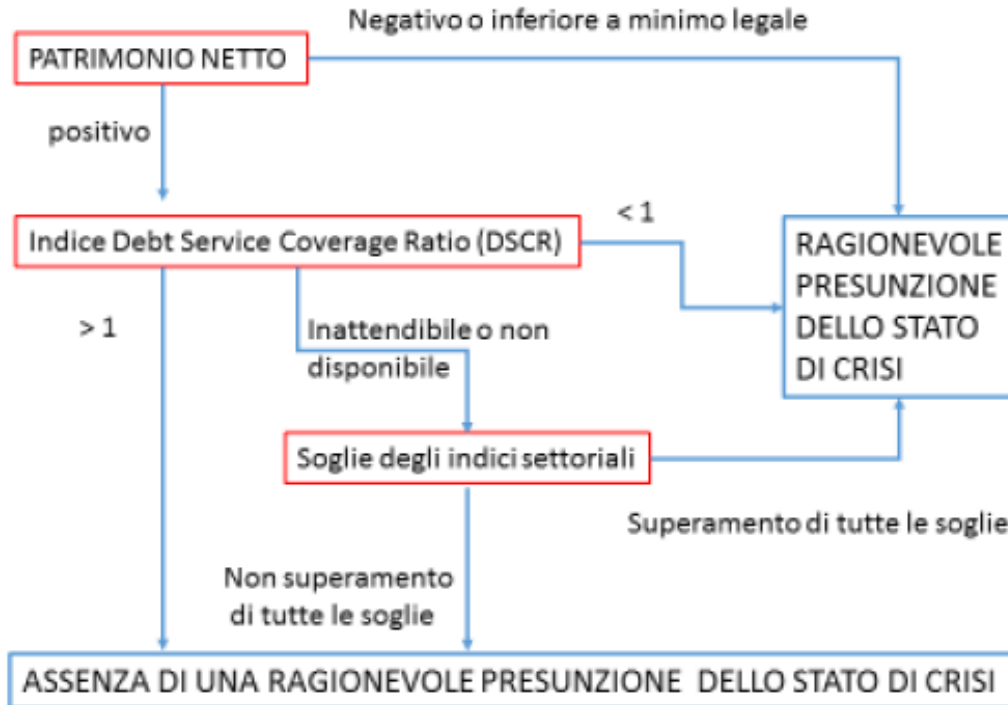 Negativo o inferiore a minimo legale
PATRIMONIO NETTO
positivo
< 1
Indice Debt Service Coverage Ratio (DSCR)
RAGIONEVOLE
PRESUNZIONE
DELLO STATO
DI CRISI
> 1
Inattendibile o non
disponibile
Soglie degli indici settoriali
Superamento di tutte le soglie
Non superamento
di tutte le soglie
ASSENZA DI UNA RAGIONEVOLE PRESUNZIONE DELLO STATO DI CRISI